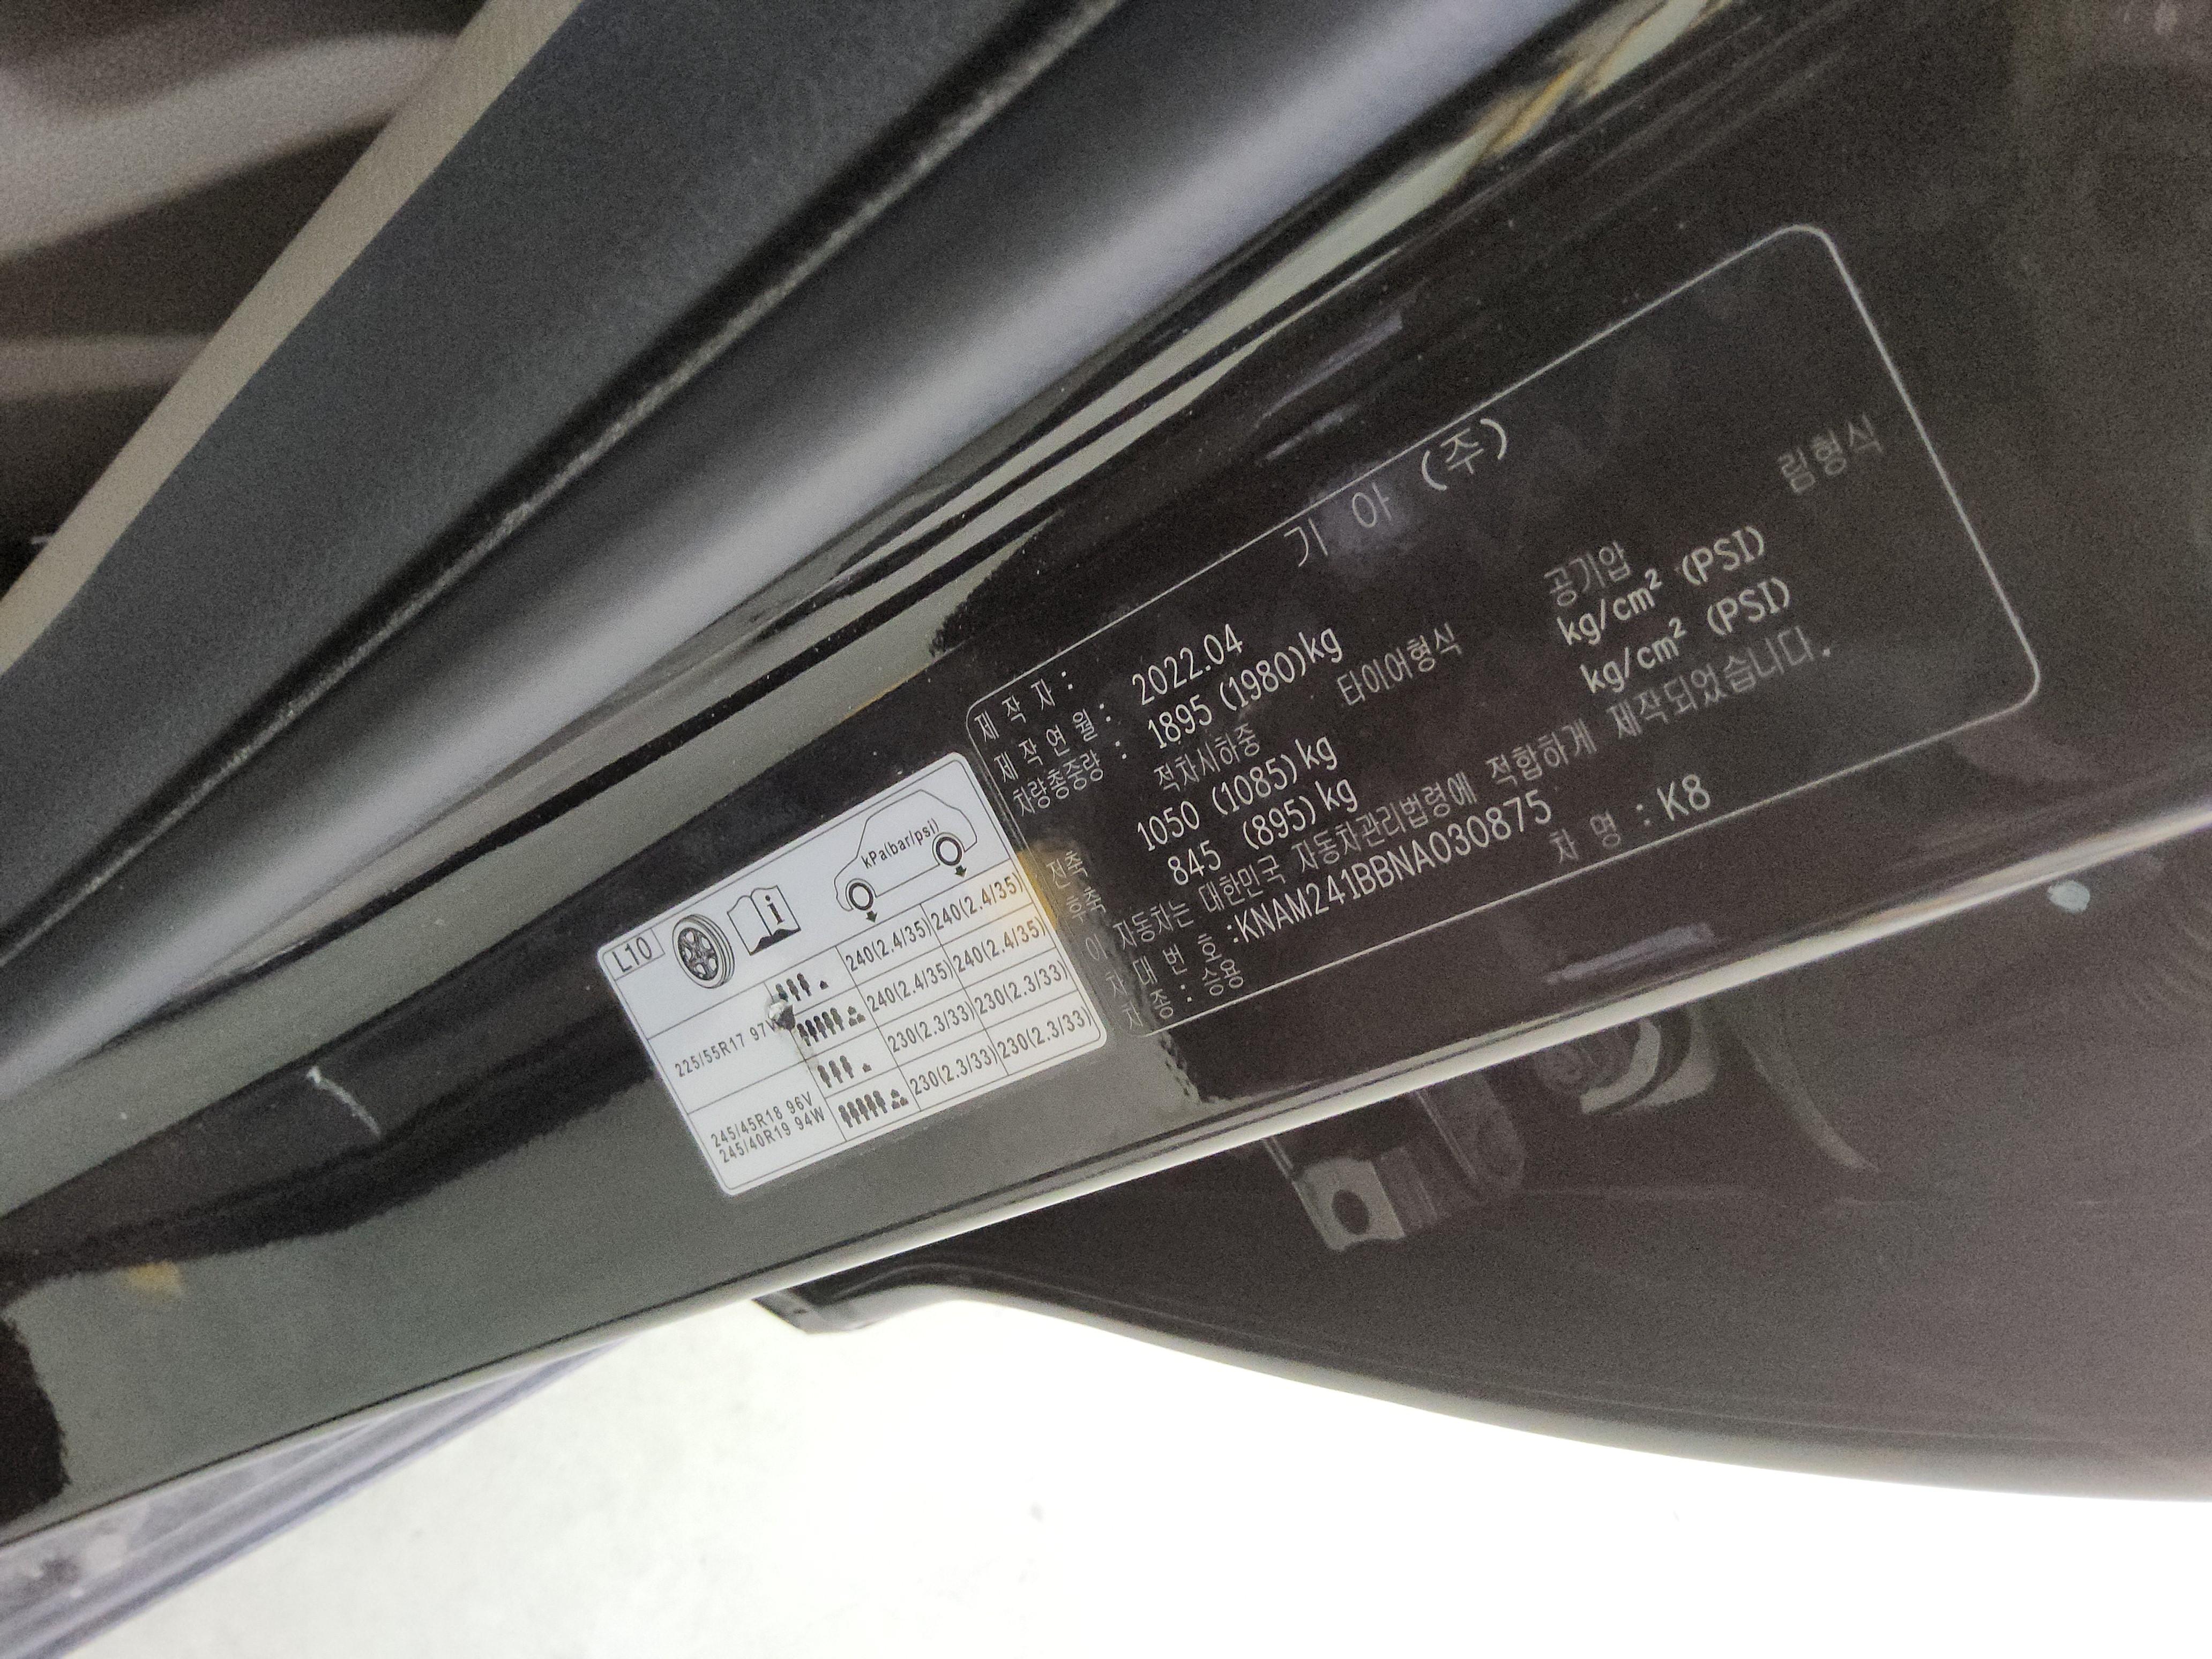 L10
kPa(bar/psi)
225/55R17 97W
240(2.4/35) 240(2.4/35)
240(2.4/35) 240(2.4/35)
245/45R18 96V
245/40R19 94W
230(2.3/33) 230(2.3/33)
230(2.3/33) 230(2.3/33)
제 작 자 : 기 아 (주)
제 작 연 월 : 2022.04
차량총중량 : 1895 (1980)kg
적차시하중 타이어형식 공기압 림형식
전축 1050 (1085)kg kg/cm² (PSI)
후축 845 (895)kg kg/cm² (PSI)
이 자동차는 대한민국 자동차관리법령에 적합하게 제작되었습니다.
차 대 번 호 :KNAM241BBNA030875
차종 : 승용 차 명 : K8